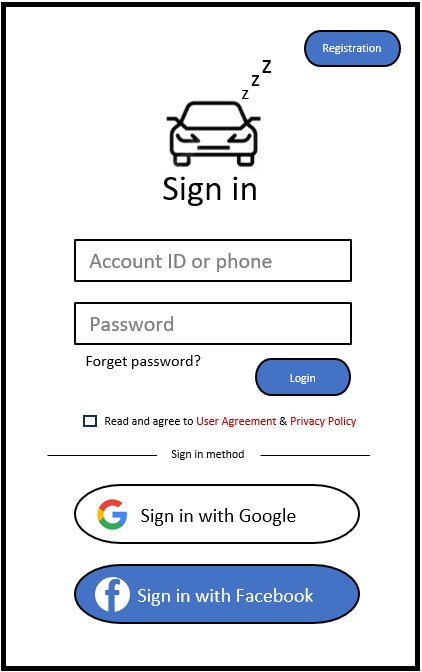 Registration
z
z
z
Sign in
Account ID or phone
Password
Forget password?
Login
Read and agree to User Agreement & Privacy Policy
Sign in method
Sign in with Google
Sign in with Facebook